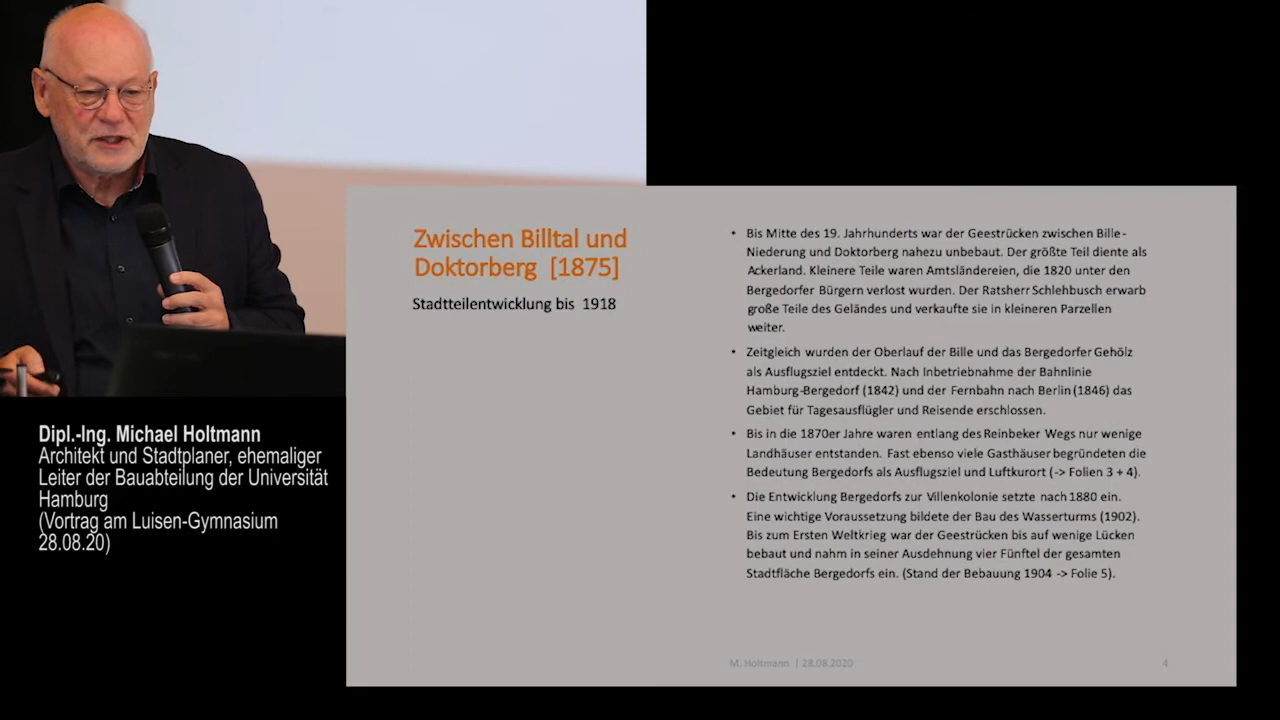 Dipl.-Ing. Michael Holtmann
Architekt und Stadtplaner, ehemaliger
Leiter der Bauabteilung der Universität
Hamburg
(Vortrag am Luisen-Gymnasium
28.08.20)
Zwischen Billtal und
Doktorberg [1875]
Stadtteilentwicklung bis 1918
• Bis Mitte des 19. Jahrhunderts war der Geestrücken zwischen Bille-
Niederung und Doktorberg nahezu unbebaut. Der größte Teil diente als
Ackerland. Kleinere Teile waren Amtsländereien, die 1820 unter den
Bergedorfer Bürgern verlost wurden. Der Ratsherr Schlehbusch erwarb
große Teile des Geländes und verkaufte sie in kleineren Parzellen
weiter.
• Zeitgleich wurden der Oberlauf der Bille und das Bergedorfer Gehölz
als Ausflugsziel entdeckt. Nach Inbetriebnahme der Bahnlinie
Hamburg-Bergedorf (1842) und der Fernbahn nach Berlin (1846) das
Gebiet für Tagesausflügler und Reisende erschlossen.
• Bis in die 1870er Jahre waren entlang des Reinbeker Wegs nur wenige
Landhäuser entstanden. Fast ebenso viele Gasthäuser begründeten die
Bedeutung Bergedorfs als Ausflugsziel und Luftkurort (-> Folien 3 + 4).
• Die Entwicklung Bergedorfs zur Villenkolonie setzte nach 1880 ein.
Eine wichtige Voraussetzung bildete der Bau des Wasserturms (1902).
Bis zum Ersten Weltkrieg war der Geestrücken bis auf wenige Lücken
bebaut und nahm in seiner Ausdehnung vier Fünftel der gesamten
Stadtfläche Bergedorfs ein. (Stand der Bebauung 1904 -> Folie 5).
M. Holtmann | 28.08.2020
4